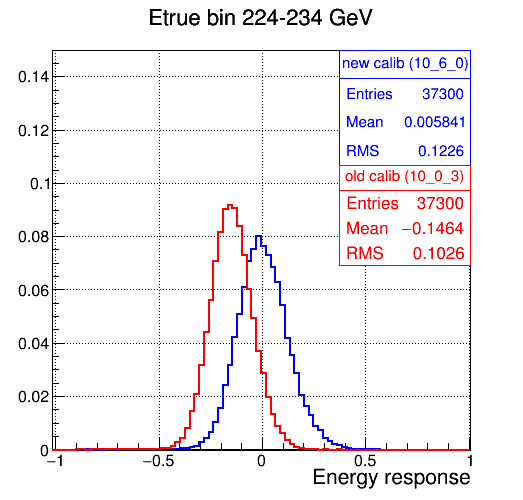 Etrue bin 224-234 GeV
new calib (10_6_0)
Entries 37300
Mean 0.005841
RMS 0.1226
old calib (10_0_3)
Entries 37300
Mean −0.1464
RMS 0.1026
0.14
0.12
0.1
0.08
0.06
0.04
0.02
0
−1 −0.5 0 0.5 1
Energy response